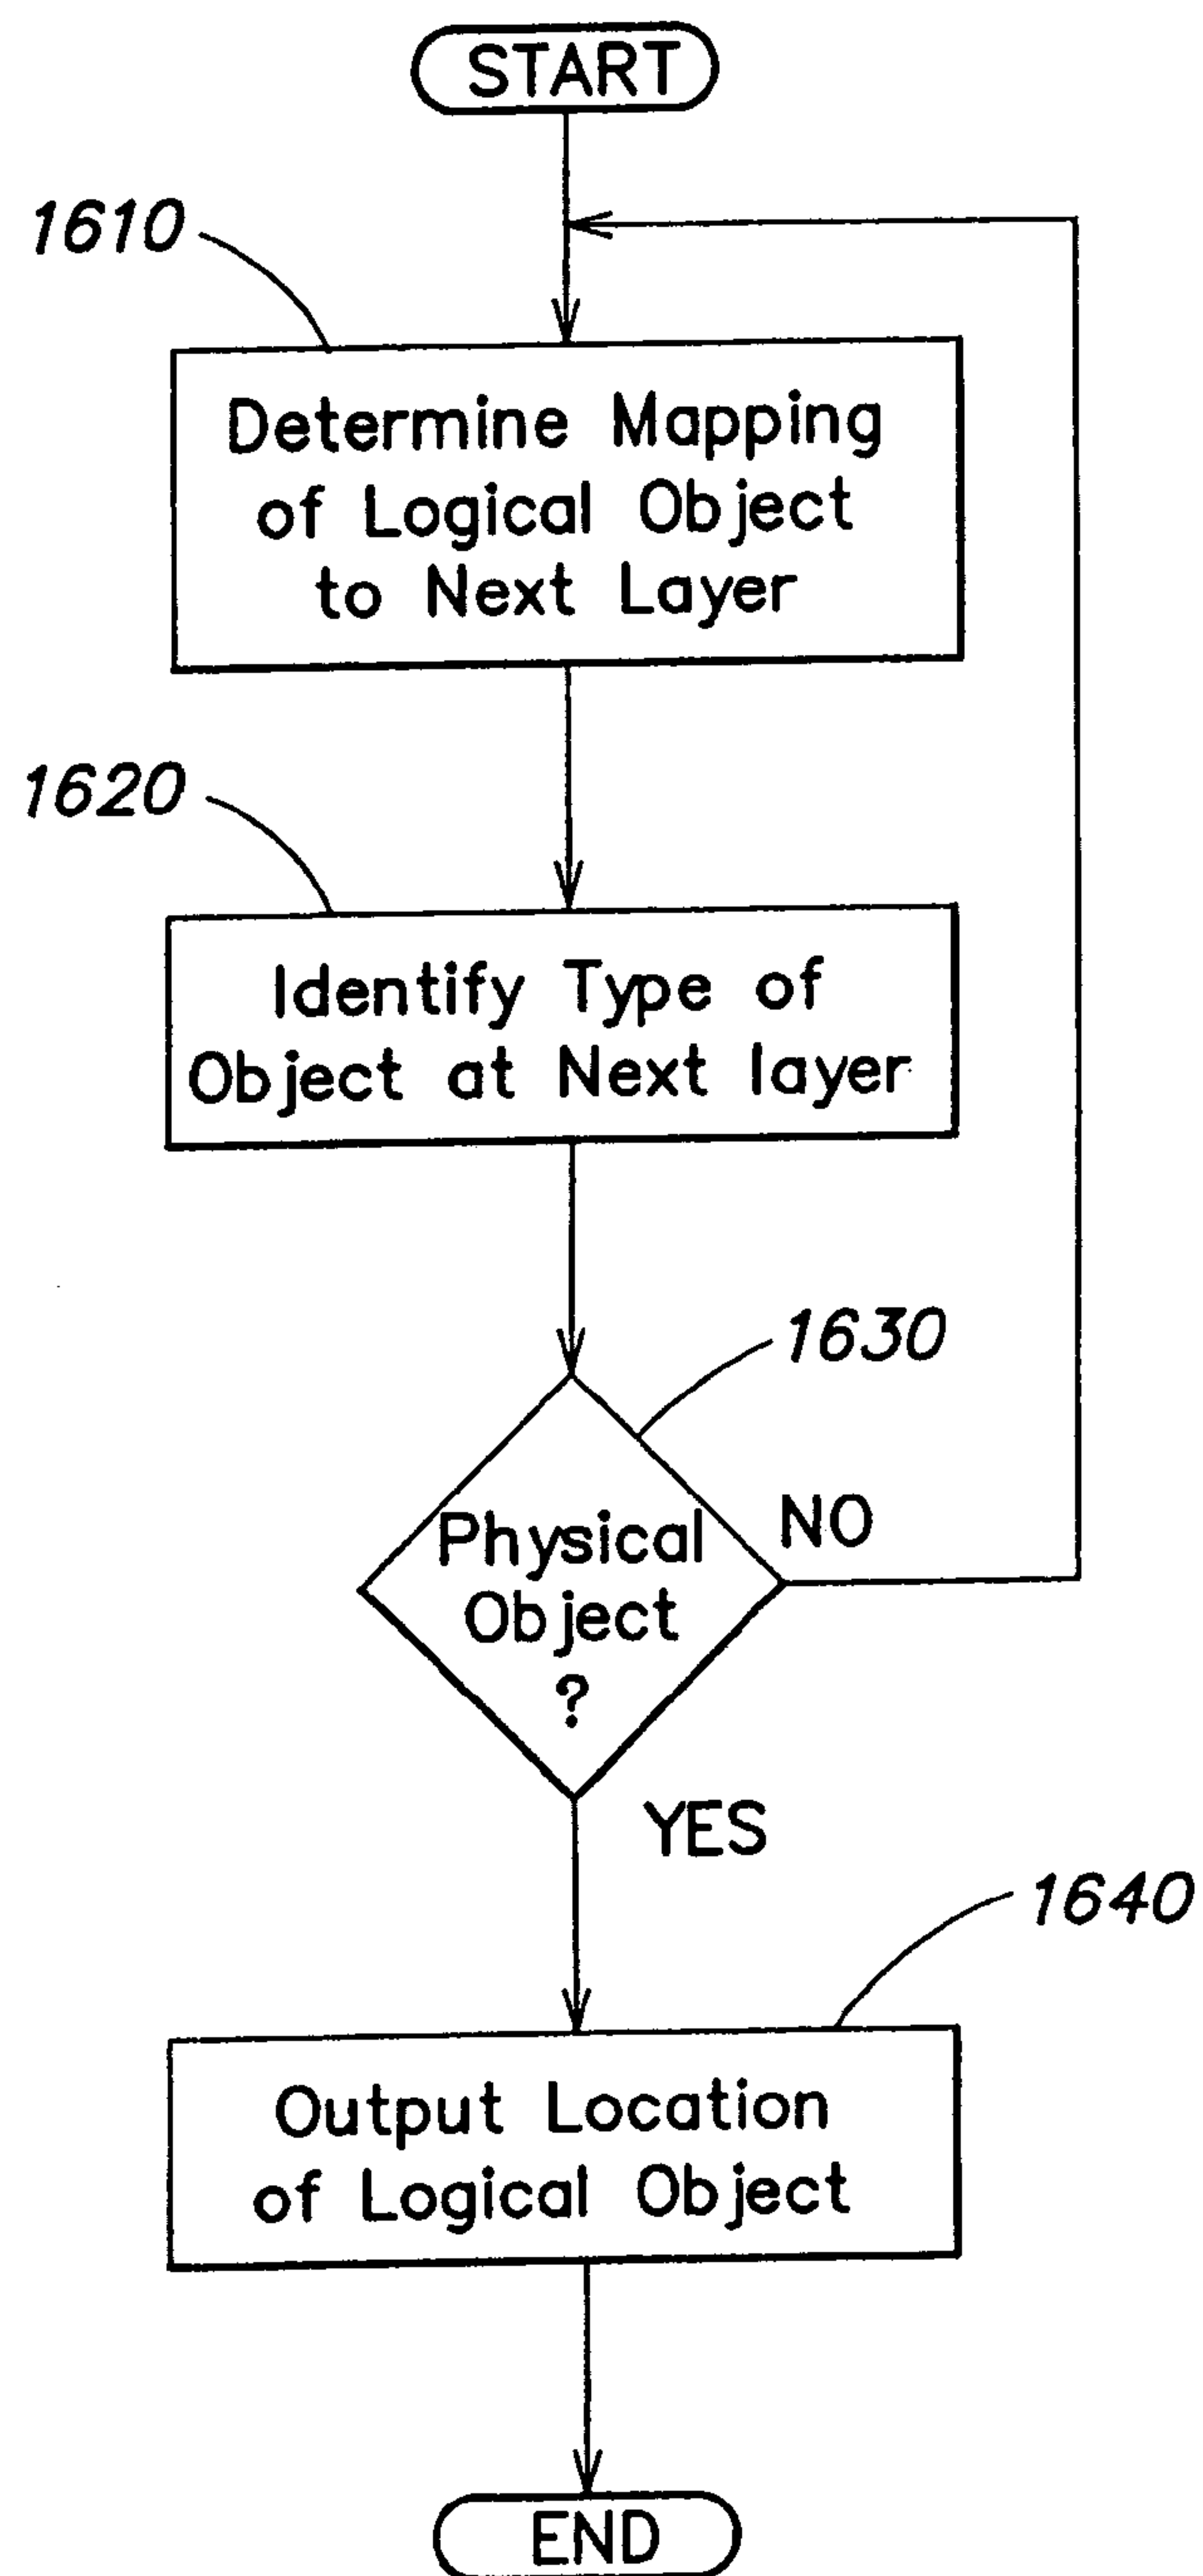 START
1610
Determine Mapping
of Logical Object
to Next Layer
1620
Identify Type of
Object at Next layer
1630
Physical
Object
?
NO
YES
1640
Output Location
of Logical Object
END